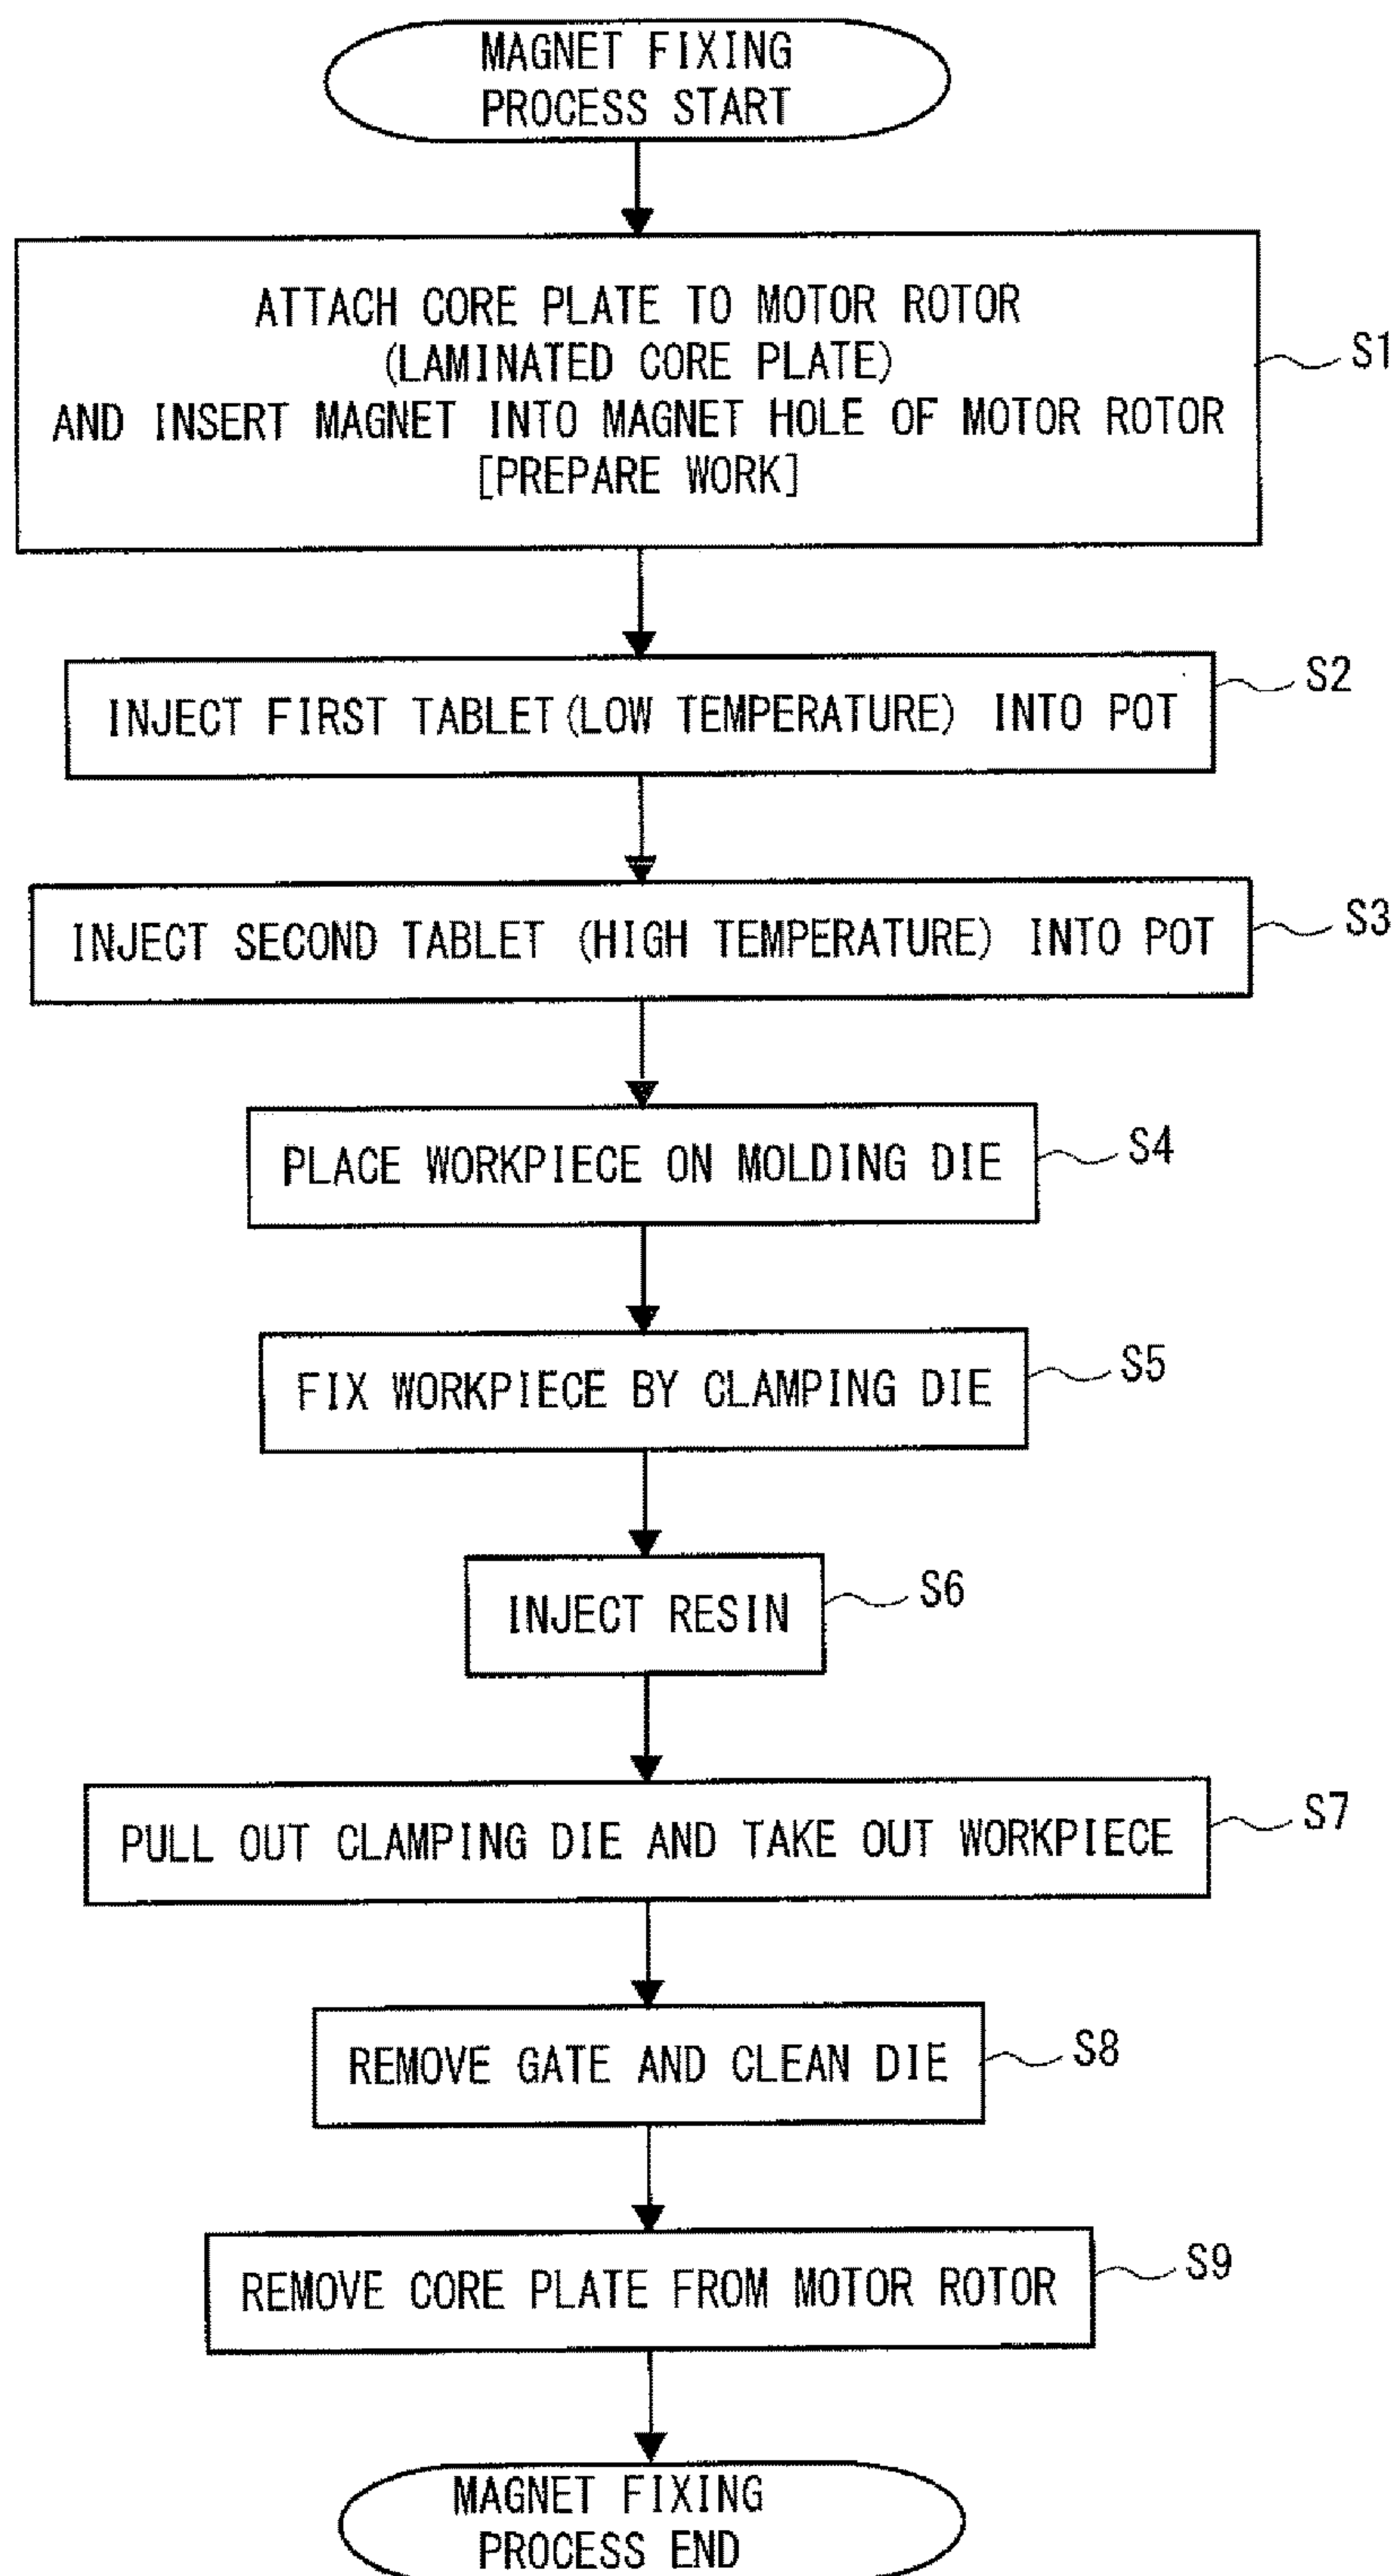 MAGNET FIXING
PROCESS START
ATTACH CORE PLATE TO MOTOR ROTOR
(LAMINATED CORE PLATE)
AND INSERT MAGNET INTO MAGNET HOLE OF MOTOR ROTOR
[PREPARE WORK]
S1
INJECT FIRST TABLET(LOW TEMPERATURE) INTO POT
S2
INJECT SECOND TABLET (HIGH TEMPERATURE) INTO POT
S3
PLACE WORKPIECE ON MOLDING DIE
S4
FIX WORKPIECE BY CLAMPING DIE
S5
INJECT RESIN
S6
PULL OUT CLAMPING DIE AND TAKE OUT WORKPIECE
S7
REMOVE GATE AND CLEAN DIE
S8
REMOVE CORE PLATE FROM MOTOR ROTOR
S9
MAGNET FIXING
PROCESS END